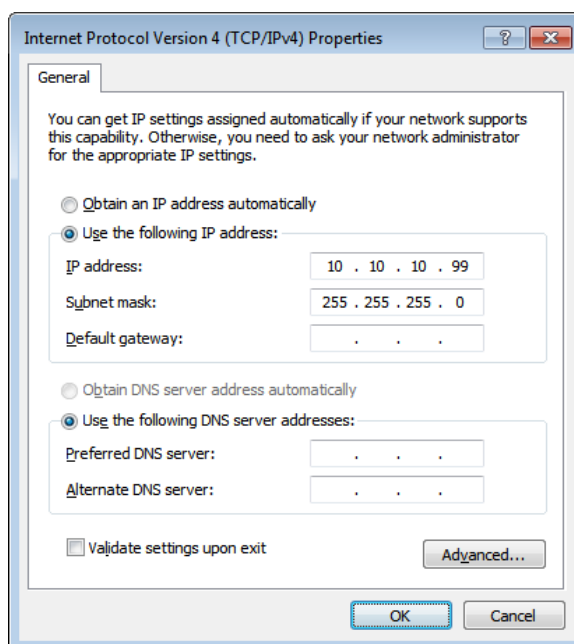 Internet Protocol Version 4 (TCP/IPv4) Properties
General
You can get IP settings assigned automatically if your network supports
this capability. Otherwise, you need to ask your network administrator
for the appropriate IP settings.
Obtain an IP address automatically
Use the following IP address:
IP address: 10 . 10 . 10 . 99
Subnet mask: 255 . 255 . 255 . 0
Default gateway: . . .
Obtain DNS server address automatically
Use the following DNS server addresses:
Preferred DNS server: . . .
Alternate DNS server: . . .
Validate settings upon exit
Advanced...
OK Cancel